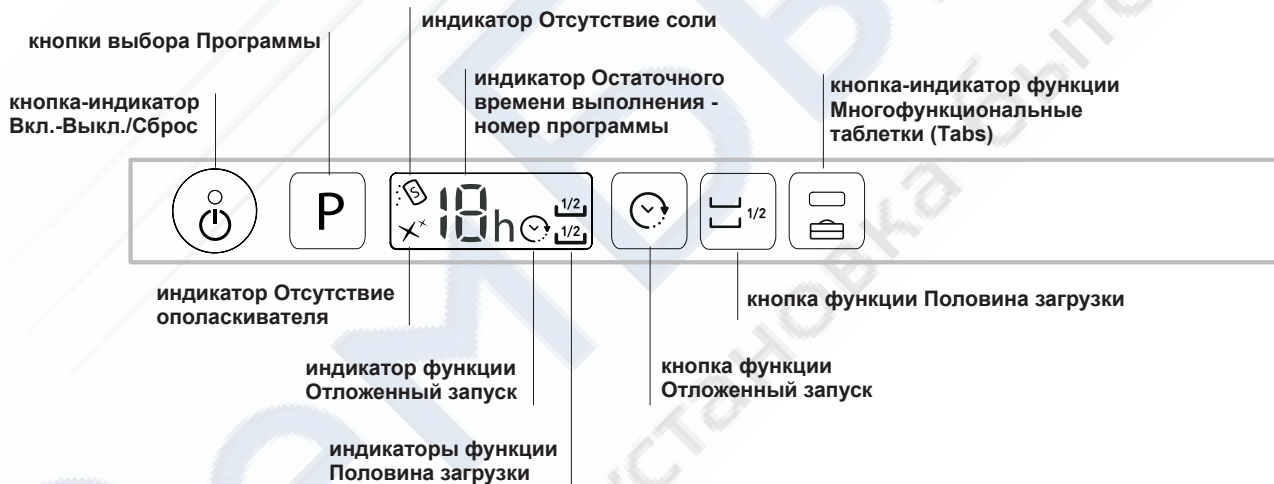 индикатор Отсутствие соли
кнопки выбора Программы
индикатор Остаточного
времени выполнения -
номер программы
кнопка-индикатор функции
Многофункциональные
таблетки (Tabs)
кнопка-индикатор
Вкл.-Выкл./Сброс
P
S
18h
1/2
1/2
1/2
индикатор Отсутствие
ополаскивателя
кнопка функции Половина загрузки
индикатор функции
Отложенный запуск
кнопка функции
Отложенный запуск
индикаторы функции
Половина загрузки